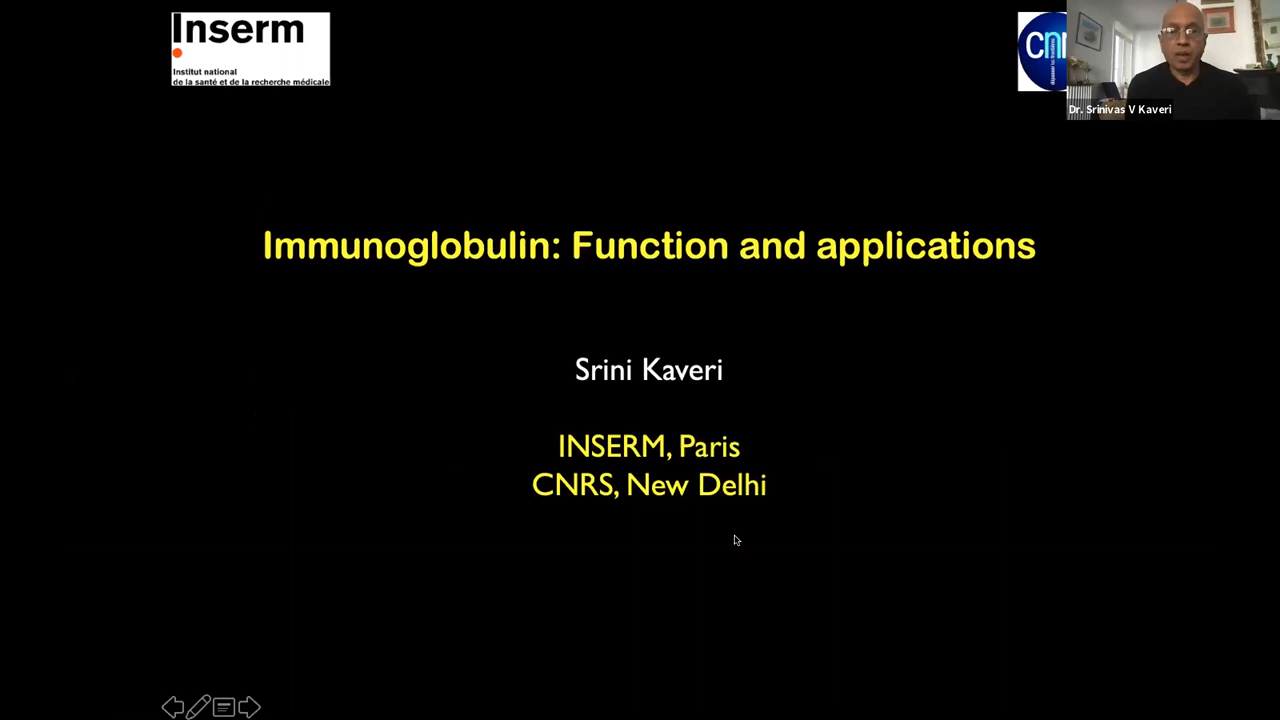 Inserm
Institut national
de la santé et de la recherche médicale
cn
Dr. Srinivas V Kaveri
Immunoglobulin: Function and applications
Srini Kaveri
INSERM, Paris
CNRS, New Delhi